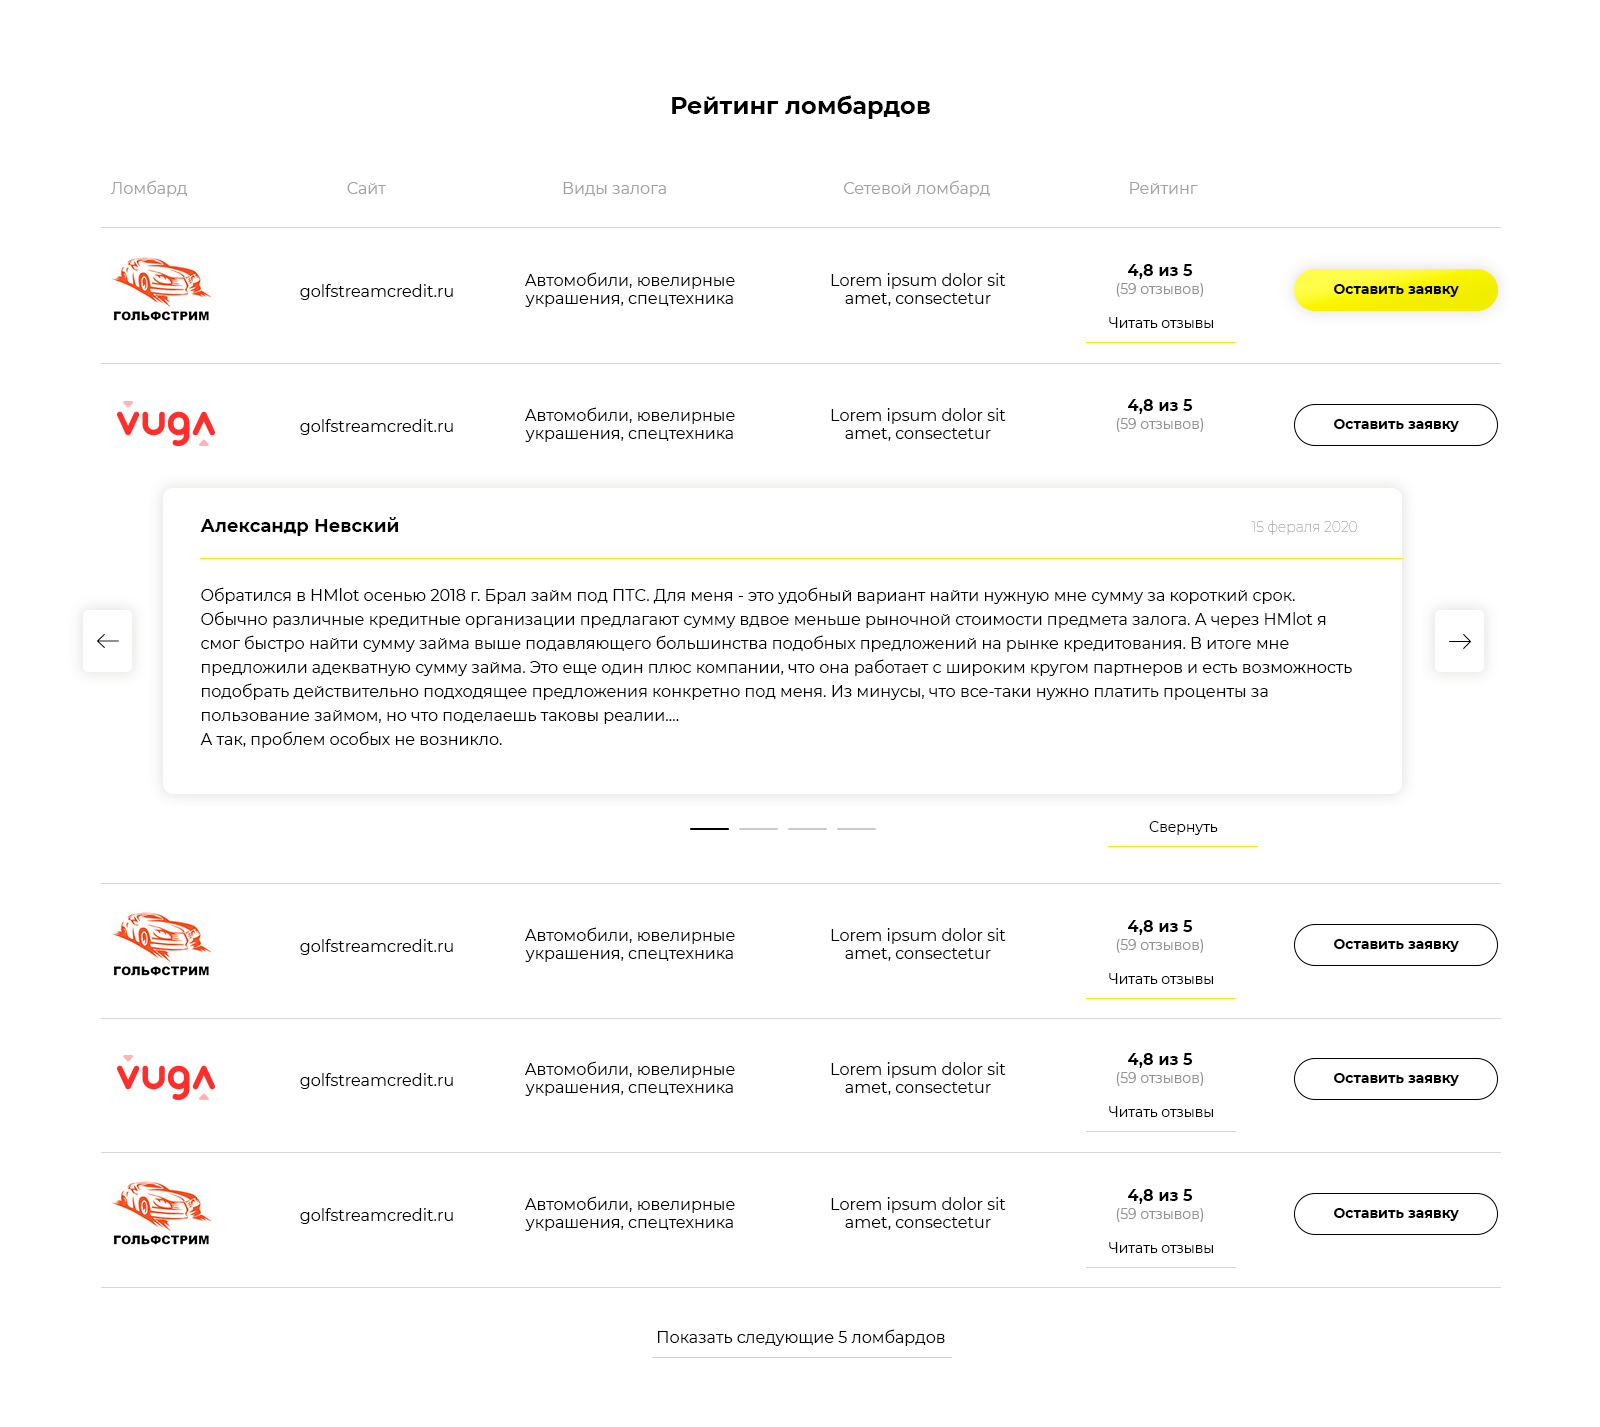 Рейтинг ломбардов
Ломбард Сайт Виды залога Сетевой ломбард Рейтинг
ГОЛЬФСТРИМ
golfstreamcredit.ru
Автомобили, ювелирные
украшения, спецтехника
Lorem ipsum dolor sit
amet, consectetur
4,8 из 5
(59 отзывов)
Читать отзывы
Оставить заявку
vuga
golfstreamcredit.ru
Автомобили, ювелирные
украшения, спецтехника
Lorem ipsum dolor sit
amet, consectetur
4,8 из 5
(59 отзывов)
Оставить заявку
Александр Невский
15 фераля 2020
Обратился в HMlot осенью 2018 г. Брал займ под ПТС. Для меня - это удобный вариант найти нужную мне сумму за короткий срок.
Обычно различные кредитные организации предлагают сумму вдвое меньше рыночной стоимости предмета залога. А через HMlot я
смог быстро найти сумму займа выше подавляющего большинства подобных предложений на рынке кредитования. В итоге мне
предложили адекватную сумму займа. Это еще один плюс компании, что она работает с широким кругом партнеров и есть возможность
подобрать действительно подходящее предложения конкретно под меня. Из минусы, что все-таки нужно платить проценты за
пользование займом, но что поделаешь таковы реалии....
А так, проблем особых не возникло.
Свернуть
ГОЛЬФСТРИМ
golfstreamcredit.ru
Автомобили, ювелирные
украшения, спецтехника
Lorem ipsum dolor sit
amet, consectetur
4,8 из 5
(59 отзывов)
Читать отзывы
Оставить заявку
vuga
golfstreamcredit.ru
Автомобили, ювелирные
украшения, спецтехника
Lorem ipsum dolor sit
amet, consectetur
4,8 из 5
(59 отзывов)
Читать отзывы
Оставить заявку
ГОЛЬФСТРИМ
golfstreamcredit.ru
Автомобили, ювелирные
украшения, спецтехника
Lorem ipsum dolor sit
amet, consectetur
4,8 из 5
(59 отзывов)
Читать отзывы
Оставить заявку
Показать следующие 5 ломбардов